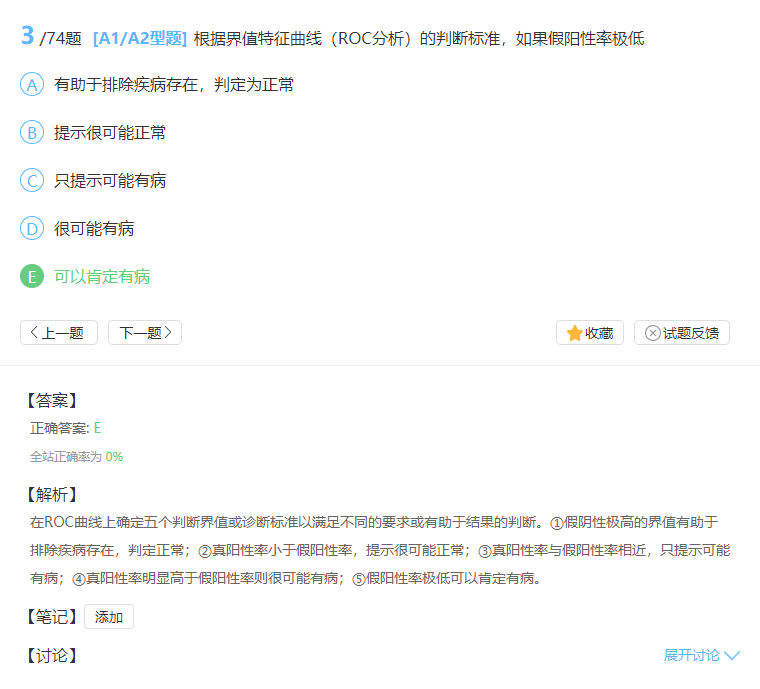 3 /74题 [A1/A2型题] 根据界值特征曲线（ROC分析）的判断标准，如果假阳性率极低
A 有助于排除疾病存在，判定为正常
B 提示很可能正常
C 只提示可能有病
D 很可能有病
E 可以肯定有病
上一题 下一题 收藏 试题反馈
【答案】
正确答案: E
全站正确率为 0%
【解析】
在ROC曲线上确定五个判断界值或诊断标准以满足不同的要求或有助于结果的判断。①假阴性极高的界值有助于
排除疾病存在，判定正常；②真阳性率小于假阳性率，提示很可能正常；③真阳性率与假阳性率相近，只提示可能
有病；④真阳性率明显高于假阳性率则很可能有病；⑤假阳性率极低可以肯定有病。
【笔记】 添加
【讨论】 展开讨论